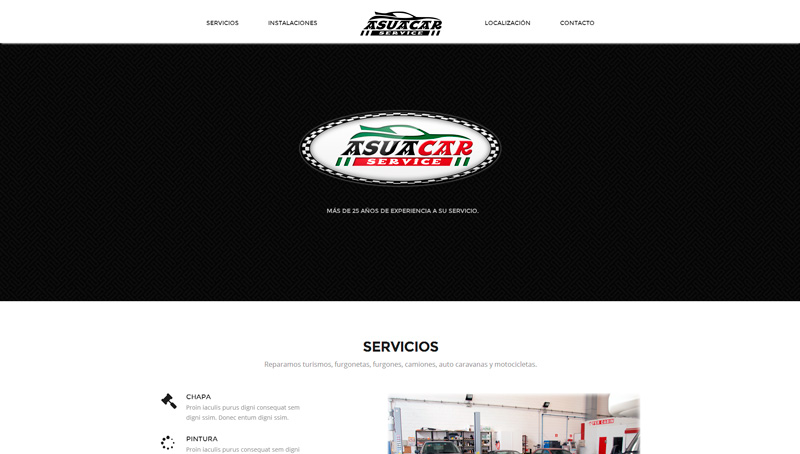 SERVICIOS
INSTALACIONES
ASUACAR
SERVICE
LOCALIZACIÓN
CONTACTO
ASUACAR
SERVICE
MÁS DE 25 AÑOS DE EXPERIENCIA A SU SERVICIO.
SERVICIOS
Reparamos turismos, furgonetas, furgones, camiones, auto caravanas y motocicletas.
CHAPA
Proin iaculis purus digni consequat sem
digni ssim. Donec entum digni ssim.
PINTURA
Proin iaculis purus consequat sem digni